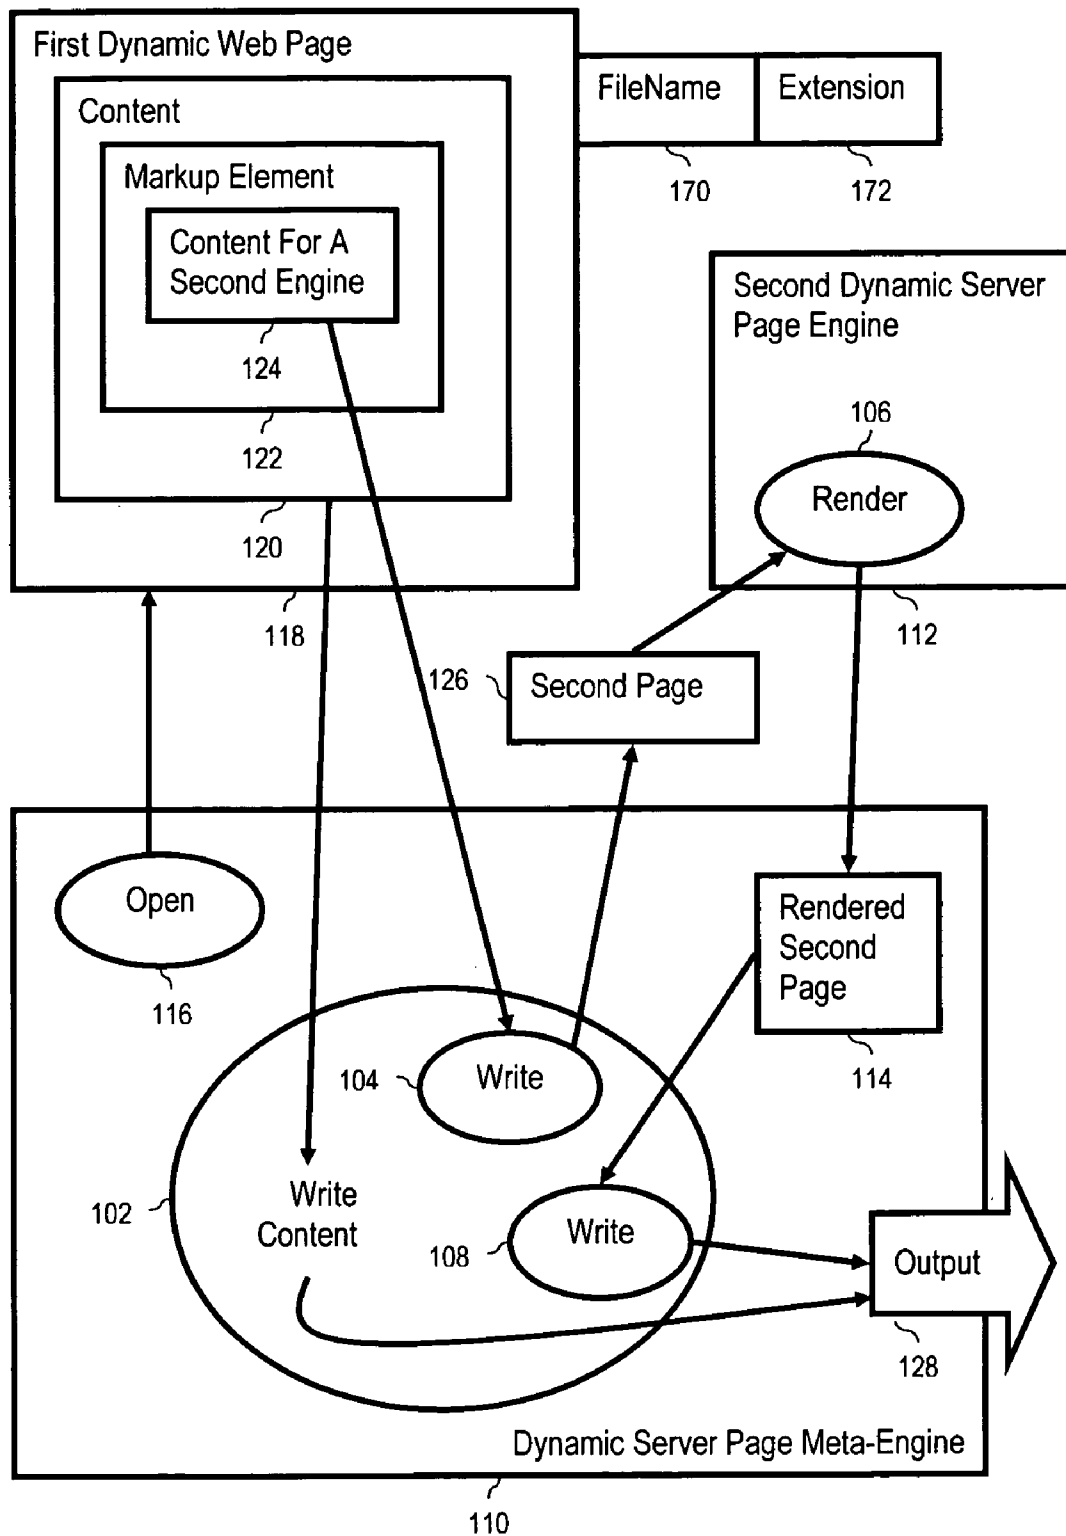 First Dynamic Web Page
Content
Markup Element
Content For A
Second Engine
124
122
120
118
FileName
Extension
170
172
Second Dynamic Server
Page Engine
106
Render
112
126
Second Page
Open
116
Rendered
Second
Page
114
104
Write
102
Write
Content
108
Write
Output
128
Dynamic Server Page Meta-Engine
110